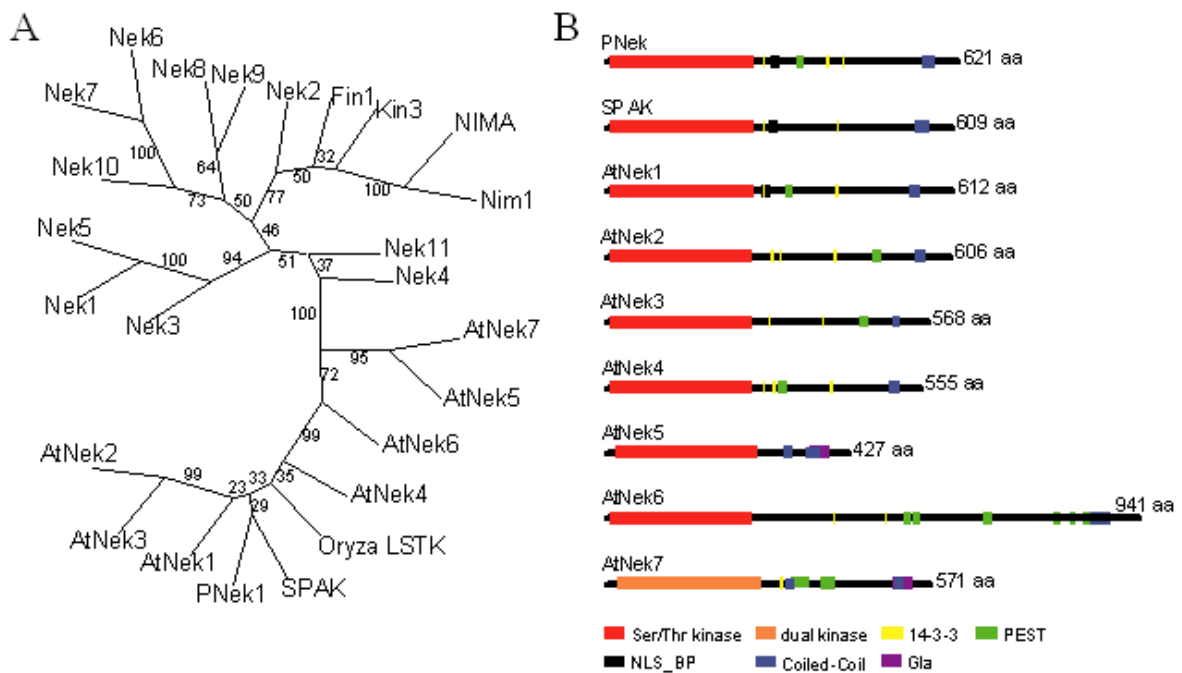 A
Nek6
Nek8
Nek9
Nek2
Fin1
Kin3
NIMA
Nek7
100
64
50
32
Nek10
73
50
77
100
Nim1
46
Nek5
100
94
51
Nek11
37
Nek4
Nek1
Nek3
100
AtNek7
95
72
AtNek5
AtNek2
99
AtNek6
99
23
33
35
AtNek4
29
AtNek3
AtNek1
Oryza LSTK
PNek1
SPAK
B
PNek
621 aa
SPAK
609 aa
AtNek1
612 aa
AtNek2
606 aa
AtNek3
568 aa
AtNek4
555 aa
AtNek5
427 aa
AtNek6
941 aa
AtNek7
571 aa
Ser/Thr kinase
dual kinase
14-3-3
PEST
NLS_BP
Coiled-Coil
Gla